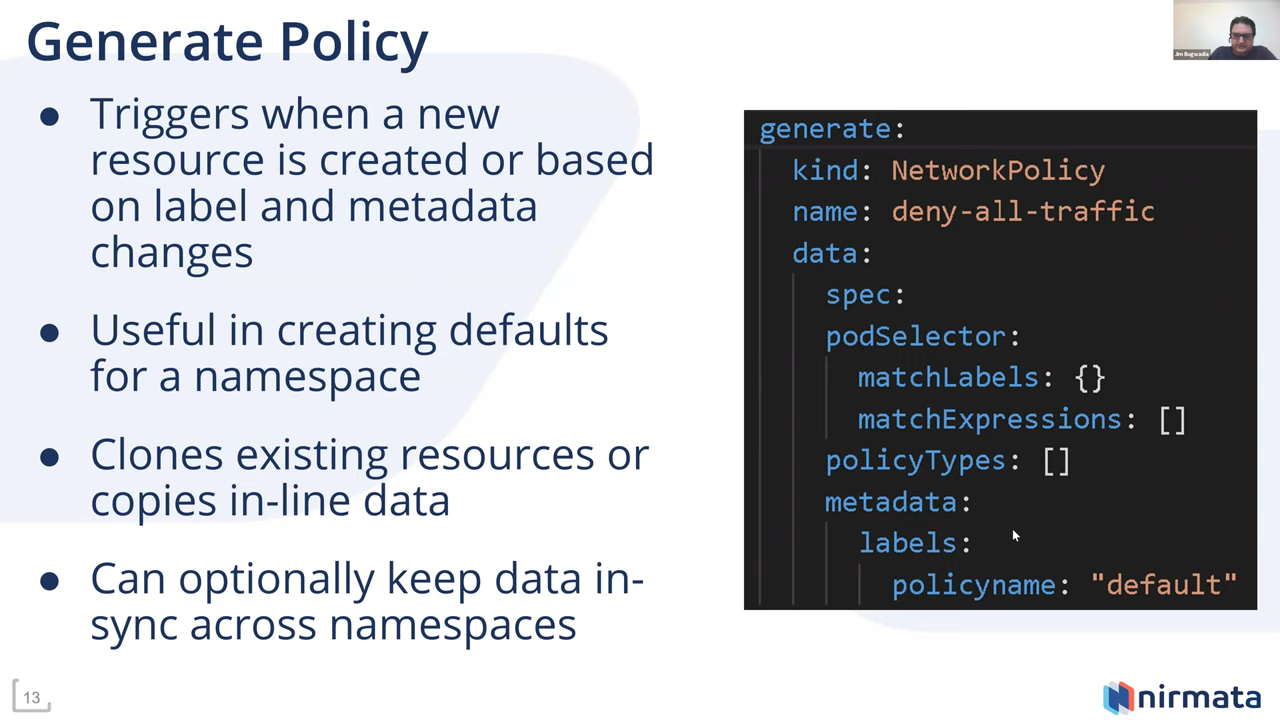 Generate Policy
● Triggers when a new
resource is created or based
on label and metadata
changes
● Useful in creating defaults
for a namespace
● Clones existing resources or
copies in-line data
● Can optionally keep data in-
sync across namespaces
generate:
kind: NetworkPolicy
name: deny-all-traffic
data:
spec:
podSelector:
matchLabels: {}
matchExpressions: []
policyTypes: []
metadata:
labels:
policyname: "default"
Jim Bugwadia
13
nirmata